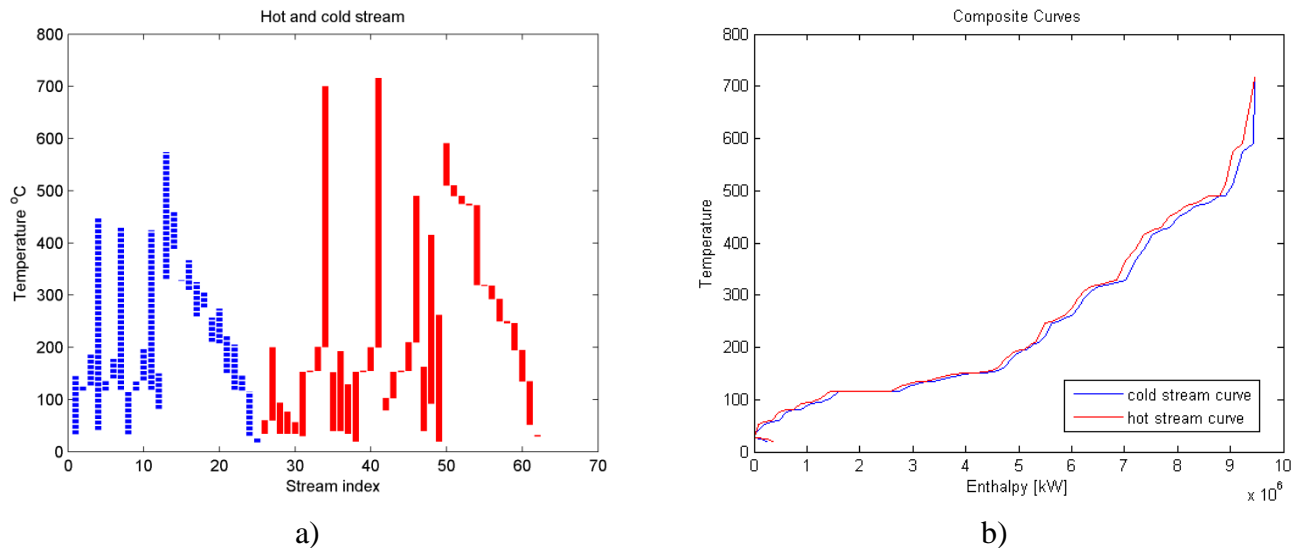 Hot and cold stream
800
700
600
500
400
300
200
100
0
Temperature °C
0 10 20 30 40 50 60 70
Stream index
a)
Composite Curves
800
700
600
500
400
300
200
100
0
Temperature
0 1 2 3 4 5 6 7 8 9 10
Enthalpy [kW]
x 10^6
cold stream curve
hot stream curve
b)